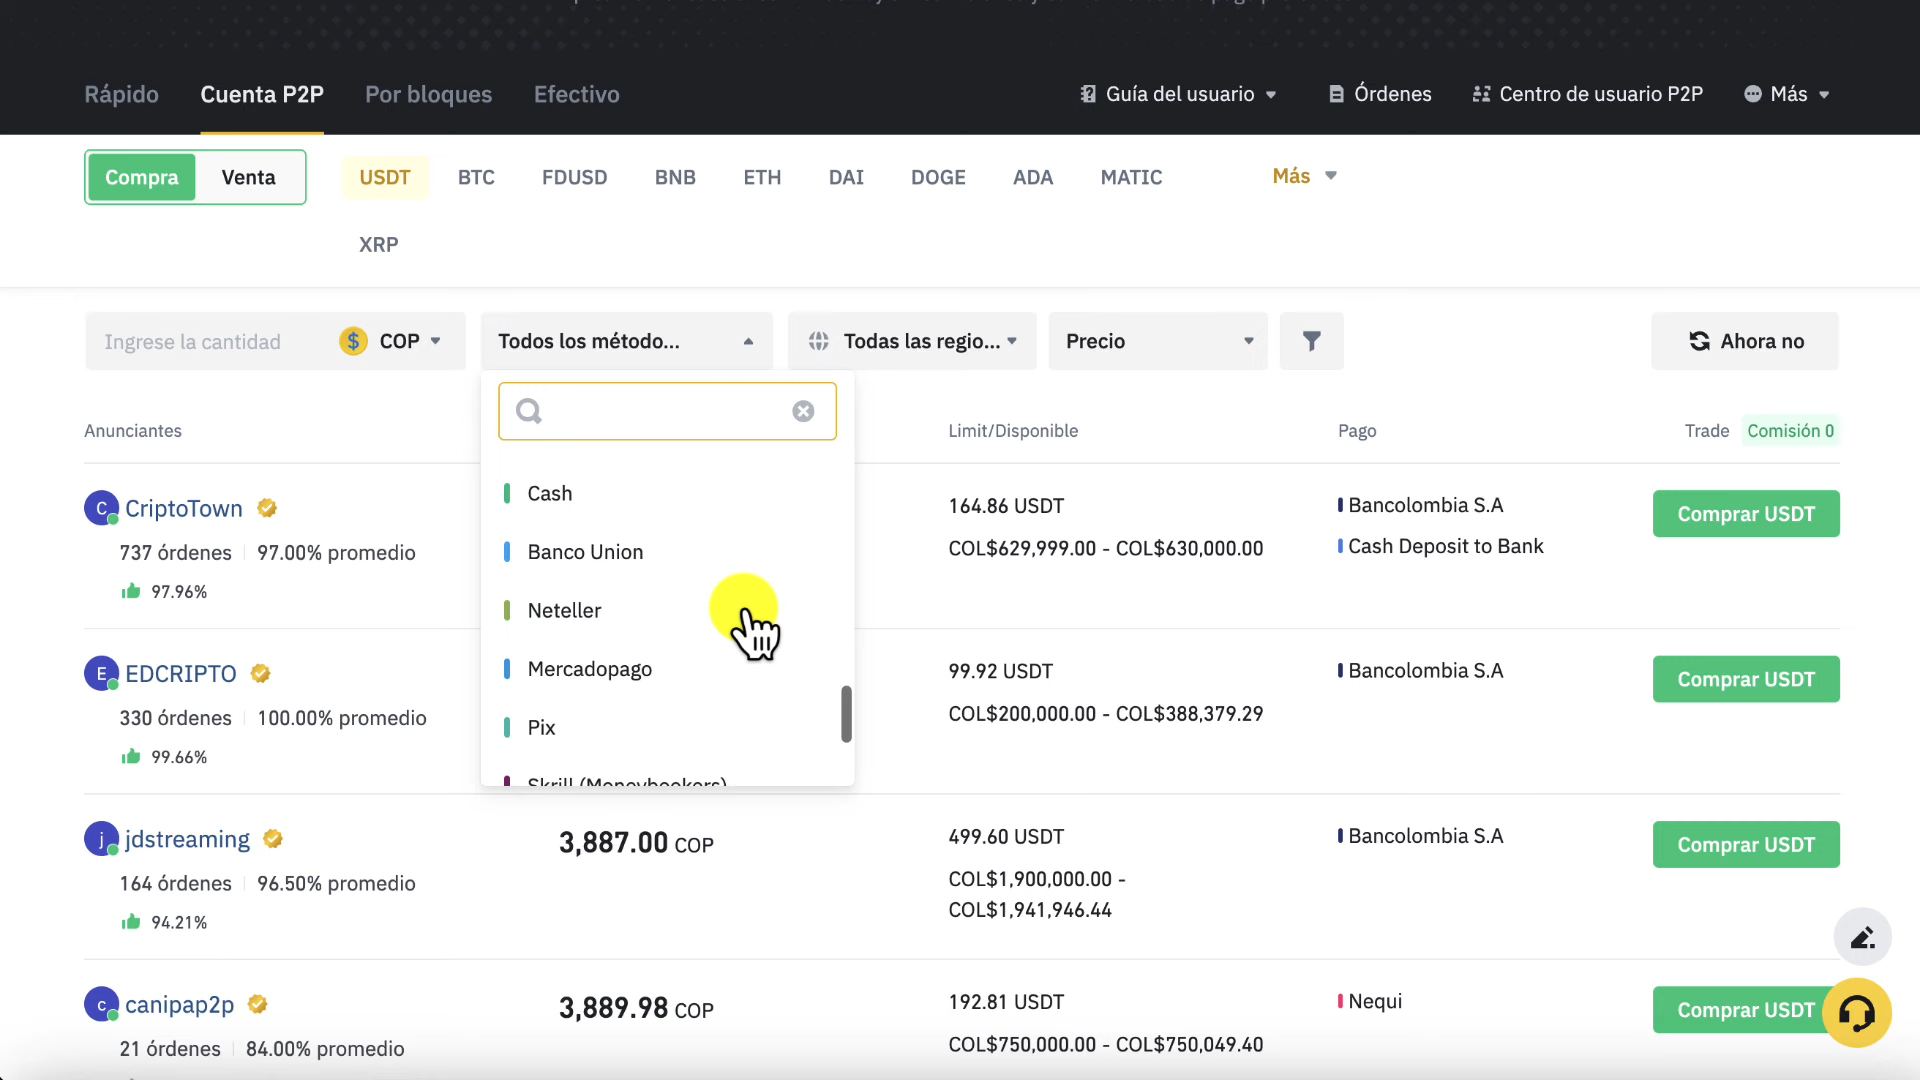 Rápido Cuenta P2P Por bloques Efectivo Guía del usuario Órdenes Centro de usuario P2P Más
Compra Venta USDT BTC FDUSD BNB ETH DAI DOGE ADA MATIC Más
XRP
Ingrese la cantidad $ COP Todos los método... Todas las regio... Precio Ahora no
Anunciantes Limit/Disponible Pago Trade Comisión 0
Cash
Banco Union
Neteller
Mercadopago
Pix
Skrill (Moneybookers)
C CriptoTown 164.86 USDT Bancolombia S.A Comprar USDT
737 órdenes 97.00% promedio COL$629,999.00 - COL$630,000.00 Cash Deposit to Bank
97.96%
E EDCRIPTO 99.92 USDT Bancolombia S.A Comprar USDT
330 órdenes 100.00% promedio COL$200,000.00 - COL$388,379.29
99.66%
j jdstreaming 3,887.00 COP 499.60 USDT Bancolombia S.A Comprar USDT
164 órdenes 96.50% promedio COL$1,900,000.00 -
COL$1,941,946.44
94.21%
c canipap2p 3,889.98 COP 192.81 USDT Nequi Comprar USDT
21 órdenes 84.00% promedio COL$750,000.00 - COL$750,049.40